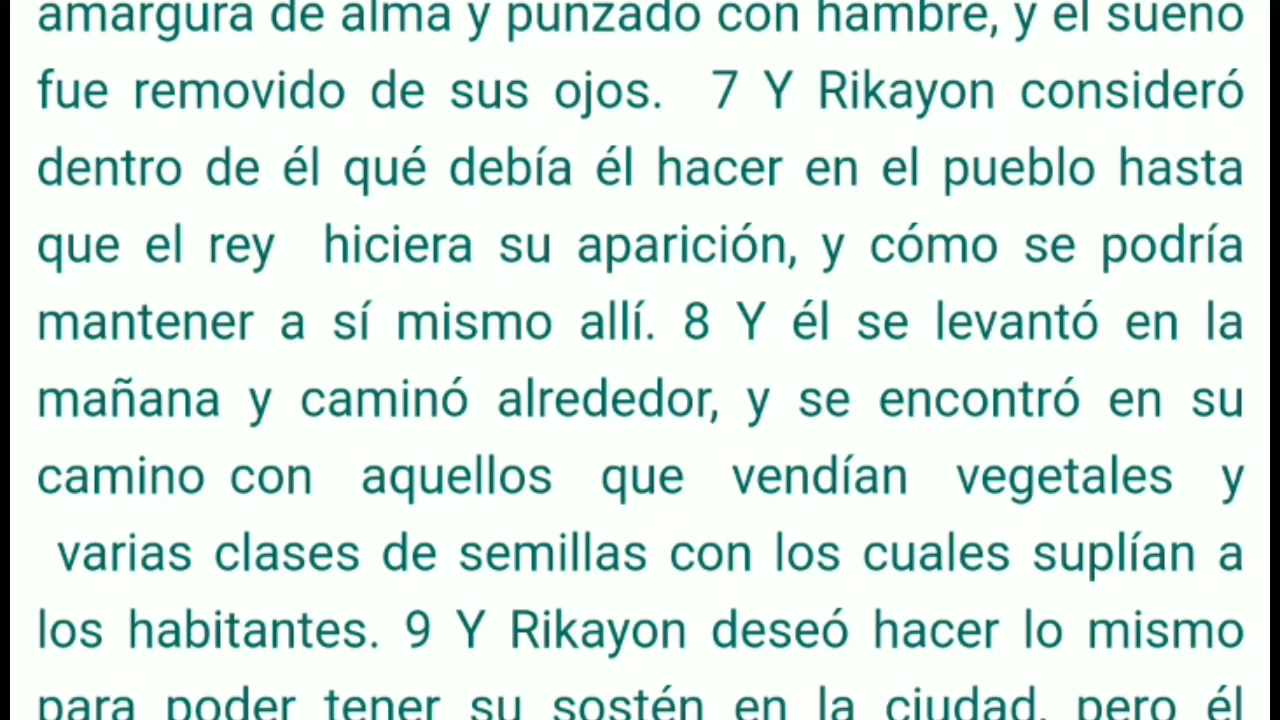 amargura de alma y punzado con hambre, y el sueño
fue removido de sus ojos. 7 Y Rikayon consideró
dentro de él qué debía él hacer en el pueblo hasta
que el rey hiciera su aparición, y cómo se podría
mantener a sí mismo allí. 8 Y él se levantó en la
mañana y caminó alrededor, y se encontró en su
camino con aquellos que vendían vegetales y
varias clases de semillas con los cuales suplían a
los habitantes. 9 Y Rikayon deseó hacer lo mismo
para poder tener su sostén en la ciudad, pero él